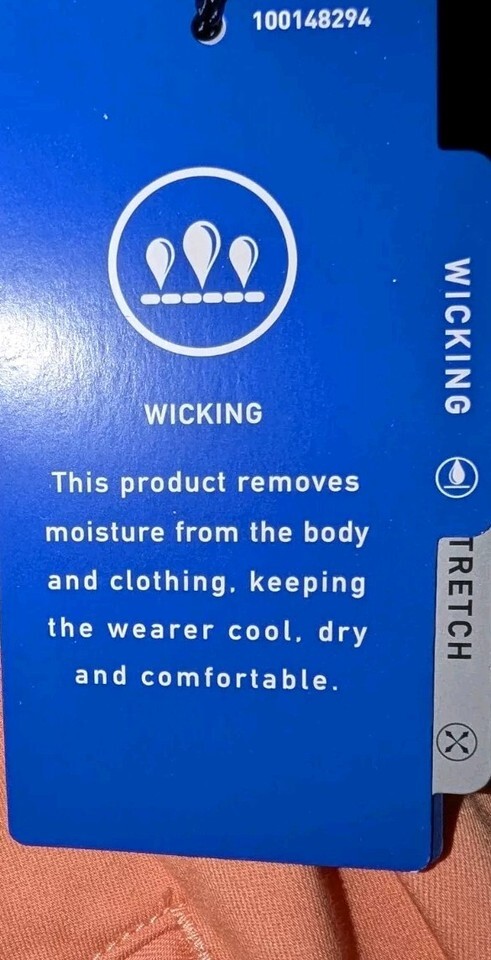 100148294
WICKING
This product removes
moisture from the body
and clothing, keeping
the wearer cool, dry
and comfortable.
WICKING
TRETCH